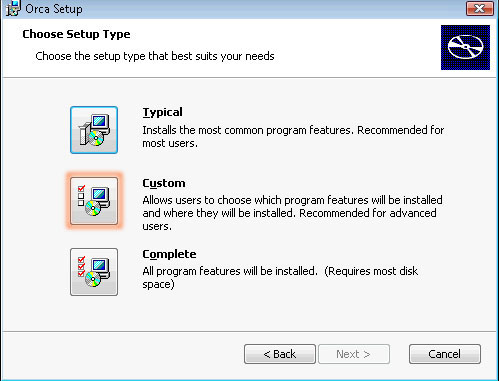 Orca Setup
Choose Setup Type
Choose the setup type that best suits your needs
Typical
Installs the most common program features. Recommended for
most users.
Custom
Allows users to choose which program features will be installed
and where they will be installed. Recommended for advanced
users.
Complete
All program features will be installed. (Requires most disk
space)
< Back
Next >
Cancel